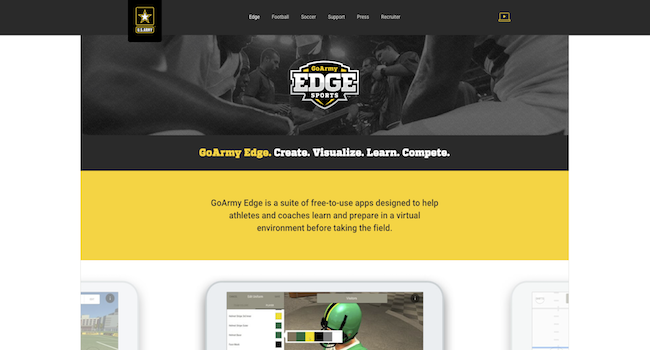 U.S. ARMY
Edge Football Soccer Support Press Recruiter
GoArmy
EDGE
SPORTS
GoArmy Edge. Create. Visualize. Learn. Compete.
GoArmy Edge is a suite of free-to-use apps designed to help
athletes and coaches learn and prepare in a virtual
environment before taking the field.